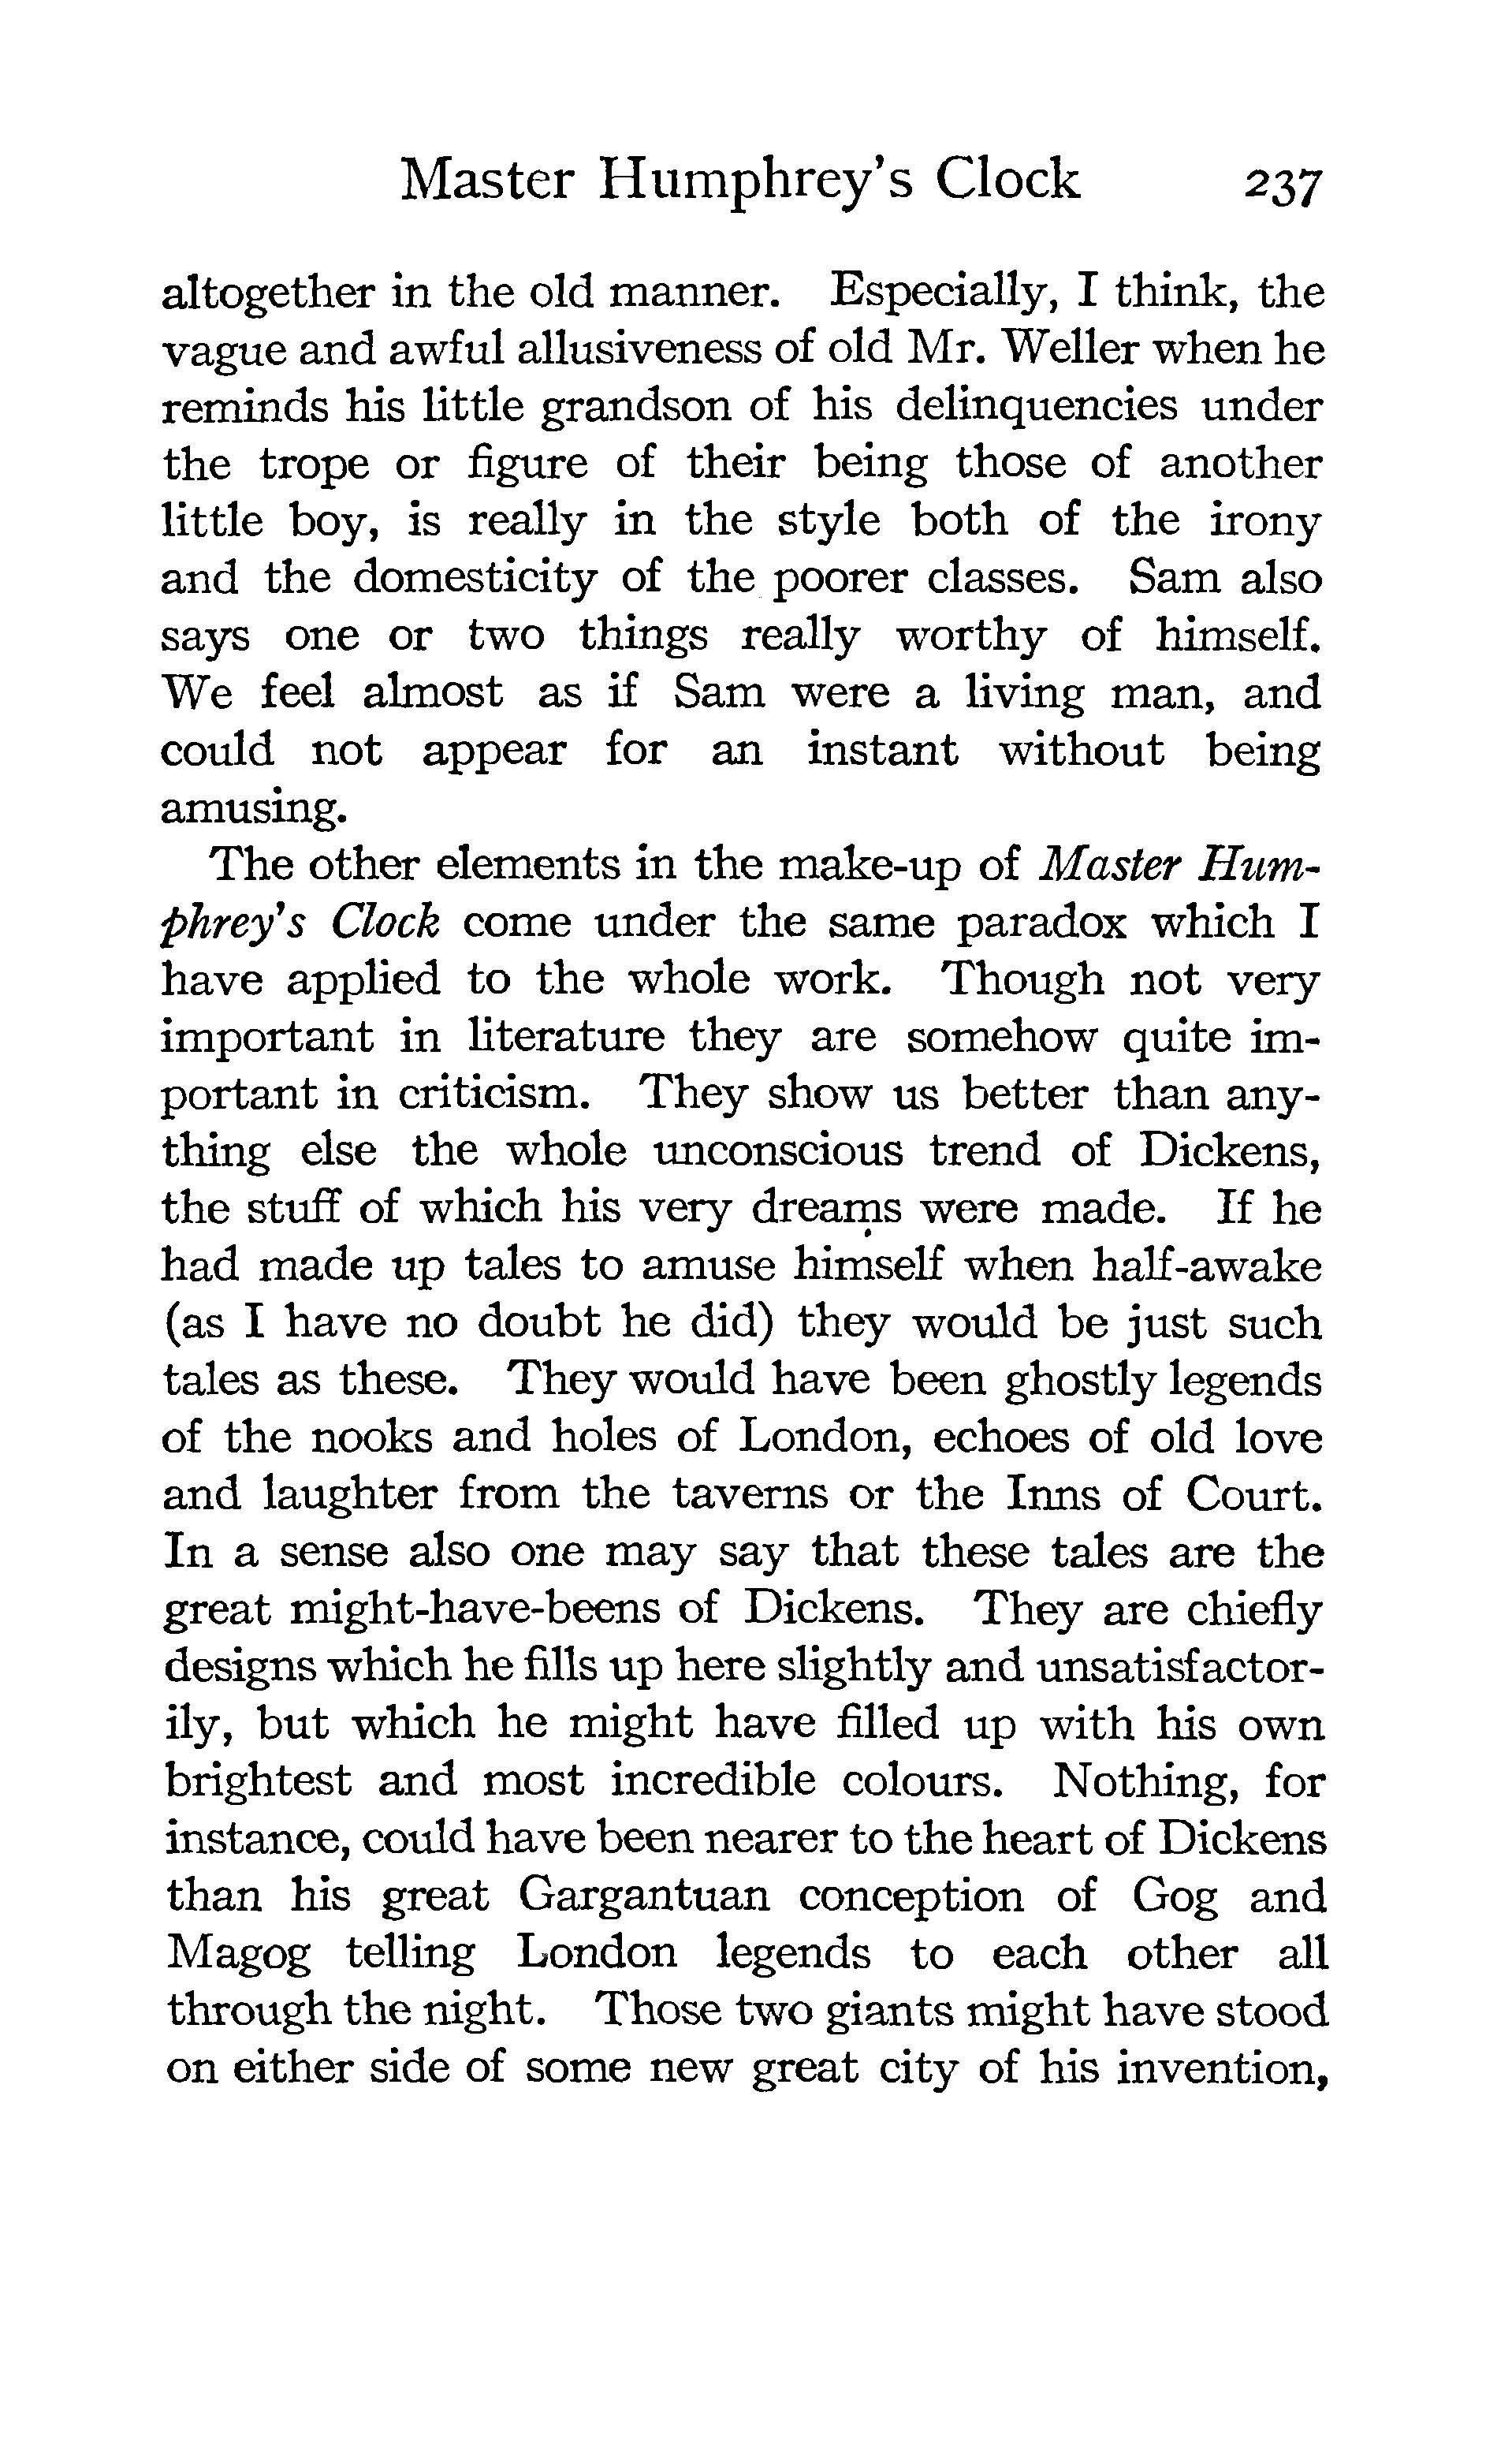 Master Humphrey's Clock 237
altogether in the old manner. Especially, I think, the
vague and awful allusiveness of old Mr. Weller when he
reminds his little grandson of his delinquencies under
the trope or figure of their being those of another
little boy, is really in the style both of the irony
and the domesticity of the poorer classes. Sam also
says one or two things really worthy of himself.
We feel almost as if Sam were a living man, and
could not appear for an instant without being
amusing.
The other elements in the make-up of Master Hum-
phrey's Clock come under the same paradox which I
have applied to the whole work. Though not very
important in literature they are somehow quite im-
portant in criticism. They show us better than any-
thing else the whole unconscious trend of Dickens,
the stuff of which his very dreams were made. If he
had made up tales to amuse himself when half-awake
(as I have no doubt he did) they would be just such
tales as these. They would have been ghostly legends
of the nooks and holes of London, echoes of old love
and laughter from the taverns or the Inns of Court.
In a sense also one may say that these tales are the
great might-have-beens of Dickens. They are chiefly
designs which he fills up here slightly and unsatisfactor-
ily, but which he might have filled up with his own
brightest and most incredible colours. Nothing, for
instance, could have been nearer to the heart of Dickens
than his great Gargantuan conception of Gog and
Magog telling London legends to each other all
through the night. Those two giants might have stood
on either side of some new great city of his invention,